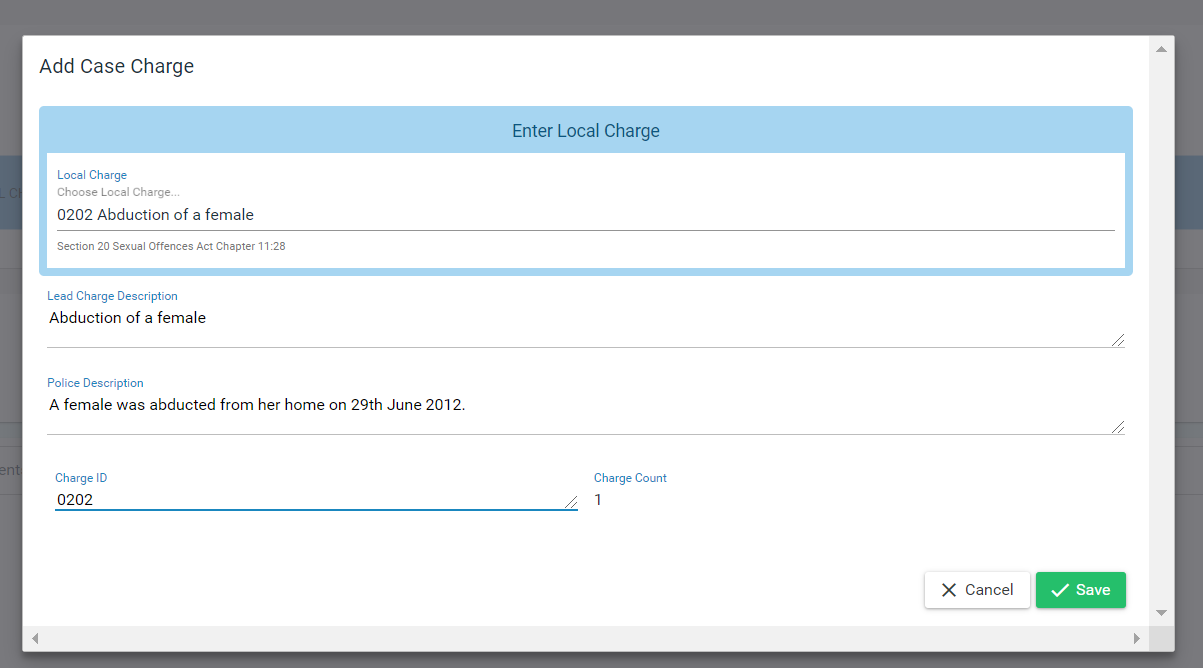 Add Case Charge
Enter Local Charge
Local Charge
Choose Local Charge...
0202 Abduction of a female
Section 20 Sexual Offences Act Chapter 11:28
Lead Charge Description
Abduction of a female
Police Description
A female was abducted from her home on 29th June 2012.
Charge ID
Charge Count
0202
1
Cancel
Save